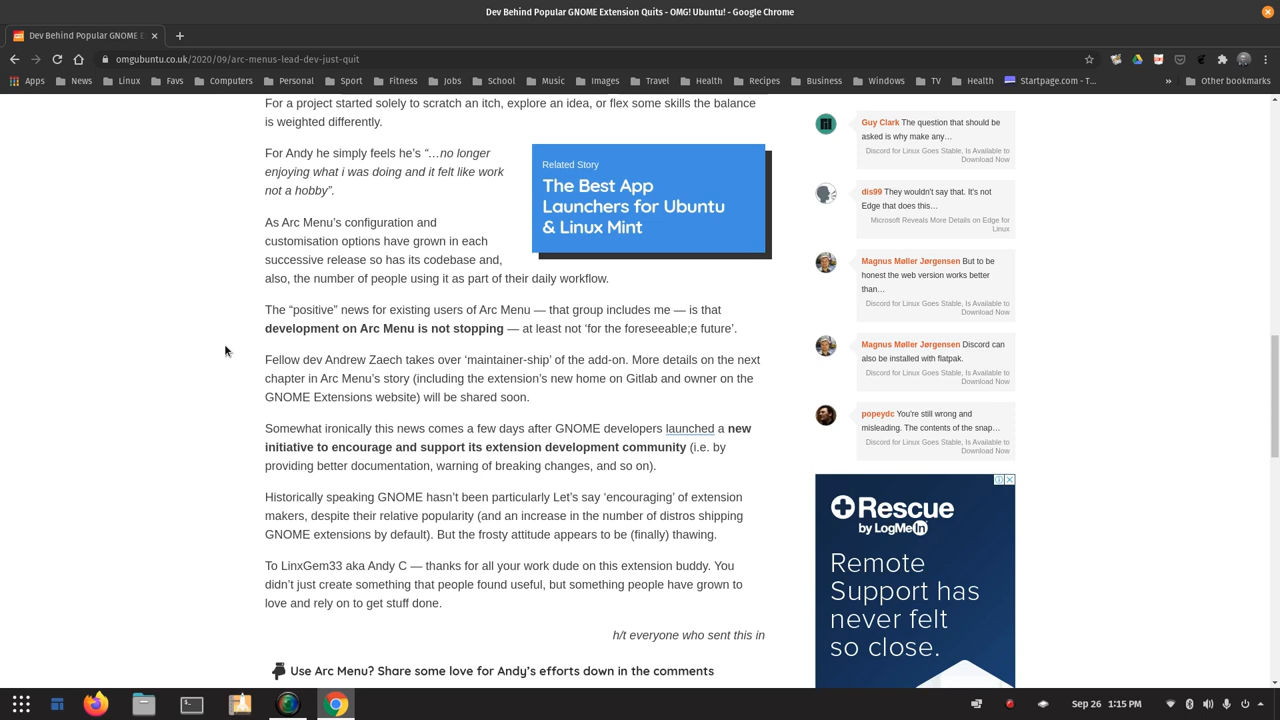 Dev Behind Popular GNOME Extension Quits - OMG! Ubuntu! - Google Chrome
Dev Behind Popular GNOME E
omgubuntu.co.uk/2020/09/arc-menus-lead-dev-just-quit
Apps News Linux Favs Computers Personal Sport Fitness Jobs School Music Images Travel Health Recipes Business Windows TV Health Startpage.com - T... » Other bookmarks
For a project started solely to scratch an itch, explore an idea, or flex some skills the balance
is weighted differently.
For Andy he simply feels he’s “…no longer
enjoying what i was doing and it felt like work
not a hobby”.
Related Story
The Best App
Launchers for Ubuntu
& Linux Mint
As Arc Menu’s configuration and
customisation options have grown in each
successive release so has its codebase and,
also, the number of people using it as part of their daily workflow.
The “positive” news for existing users of Arc Menu — that group includes me — is that
development on Arc Menu is not stopping — at least not ‘for the foreseeable;e future’.
Fellow dev Andrew Zaech takes over ‘maintainer-ship’ of the add-on. More details on the next
chapter in Arc Menu’s story (including the extension’s new home on Gitlab and owner on the
GNOME Extensions website) will be shared soon.
Somewhat ironically this news comes a few days after GNOME developers launched a new
initiative to encourage and support its extension development community (i.e. by
providing better documentation, warning of breaking changes, and so on).
Historically speaking GNOME hasn’t been particularly Let’s say ‘encouraging’ of extension
makers, despite their relative popularity (and an increase in the number of distros shipping
GNOME extensions by default). But the frosty attitude appears to be (finally) thawing.
To LinxGem33 aka Andy C — thanks for all your work dude on this extension buddy. You
didn’t just create something that people found useful, but something people have grown to
love and rely on to get stuff done.
h/t everyone who sent this in
Use Arc Menu? Share some love for Andy’s efforts down in the comments
Guy Clark The question that should be
asked is why make any…
Discord for Linux Goes Stable, Is Available to
Download Now
dis99 They wouldn't say that. It's not
Edge that does this…
Microsoft Reveals More Details on Edge for
Linux
Magnus Møller Jørgensen But to be
honest the web version works better
than…
Discord for Linux Goes Stable, Is Available to
Download Now
Magnus Møller Jørgensen Discord can
also be installed with flatpak.
Discord for Linux Goes Stable, Is Available to
Download Now
popeydc You're still wrong and
misleading. The contents of the snap…
Discord for Linux Goes Stable, Is Available to
Download Now
Rescue
by LogMeIn
Remote
Support has
never felt
so close.
Sep 26 1:15 PM